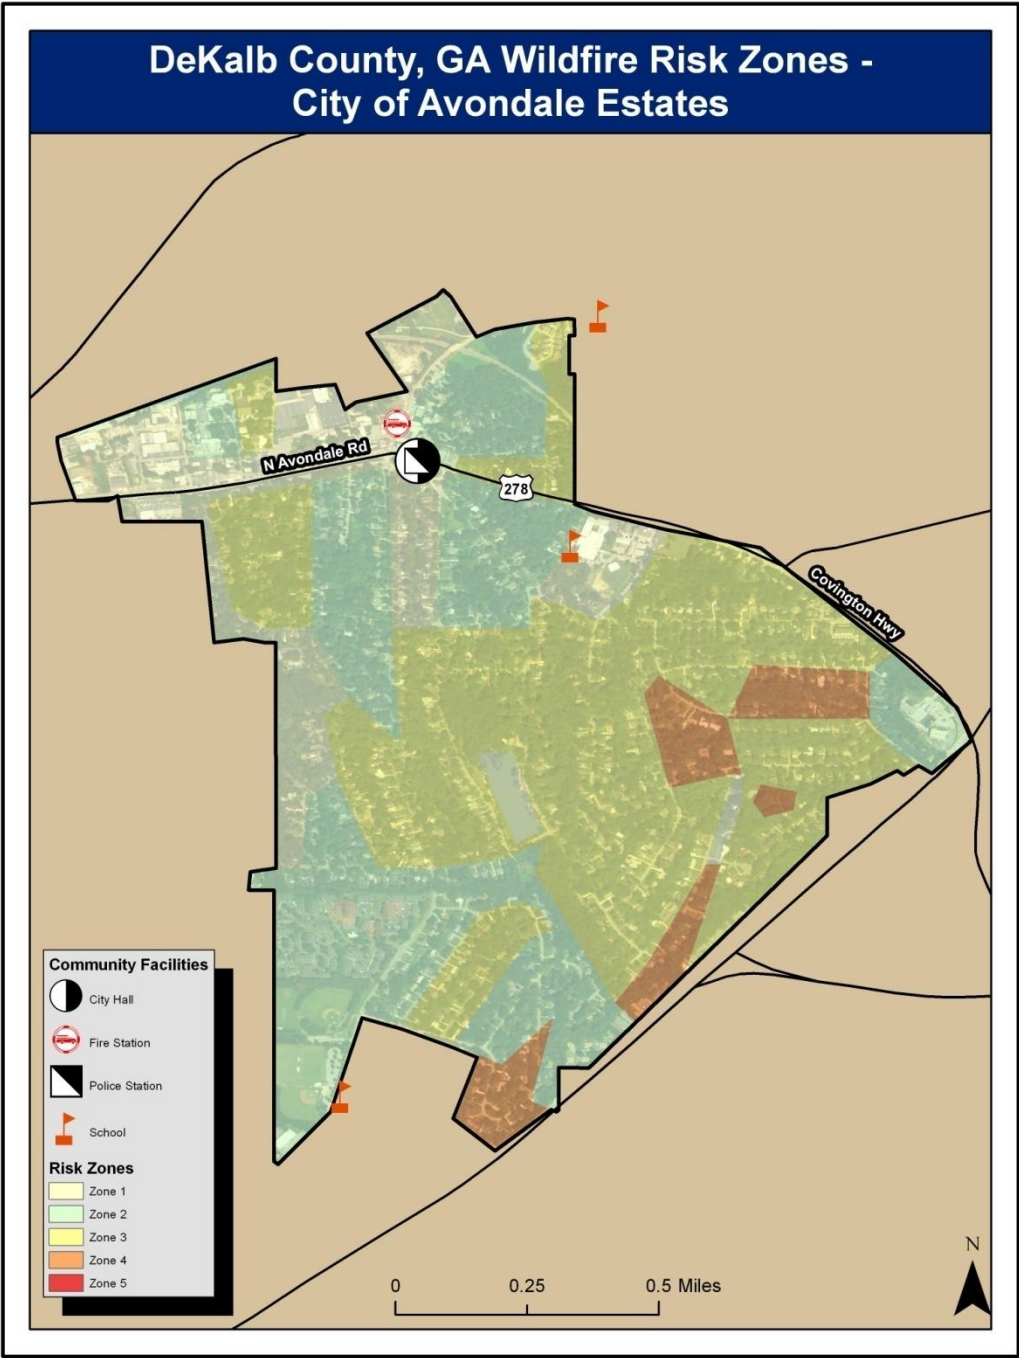 DeKalb County, GA Wildfire Risk Zones -
City of Avondale Estates
N Avondale Rd
278
Covington Hwy
Community Facilities
City Hall
Fire Station
Police Station
School
Risk Zones
Zone 1
Zone 2
Zone 3
Zone 4
Zone 5
N
0 0.25 0.5 Miles